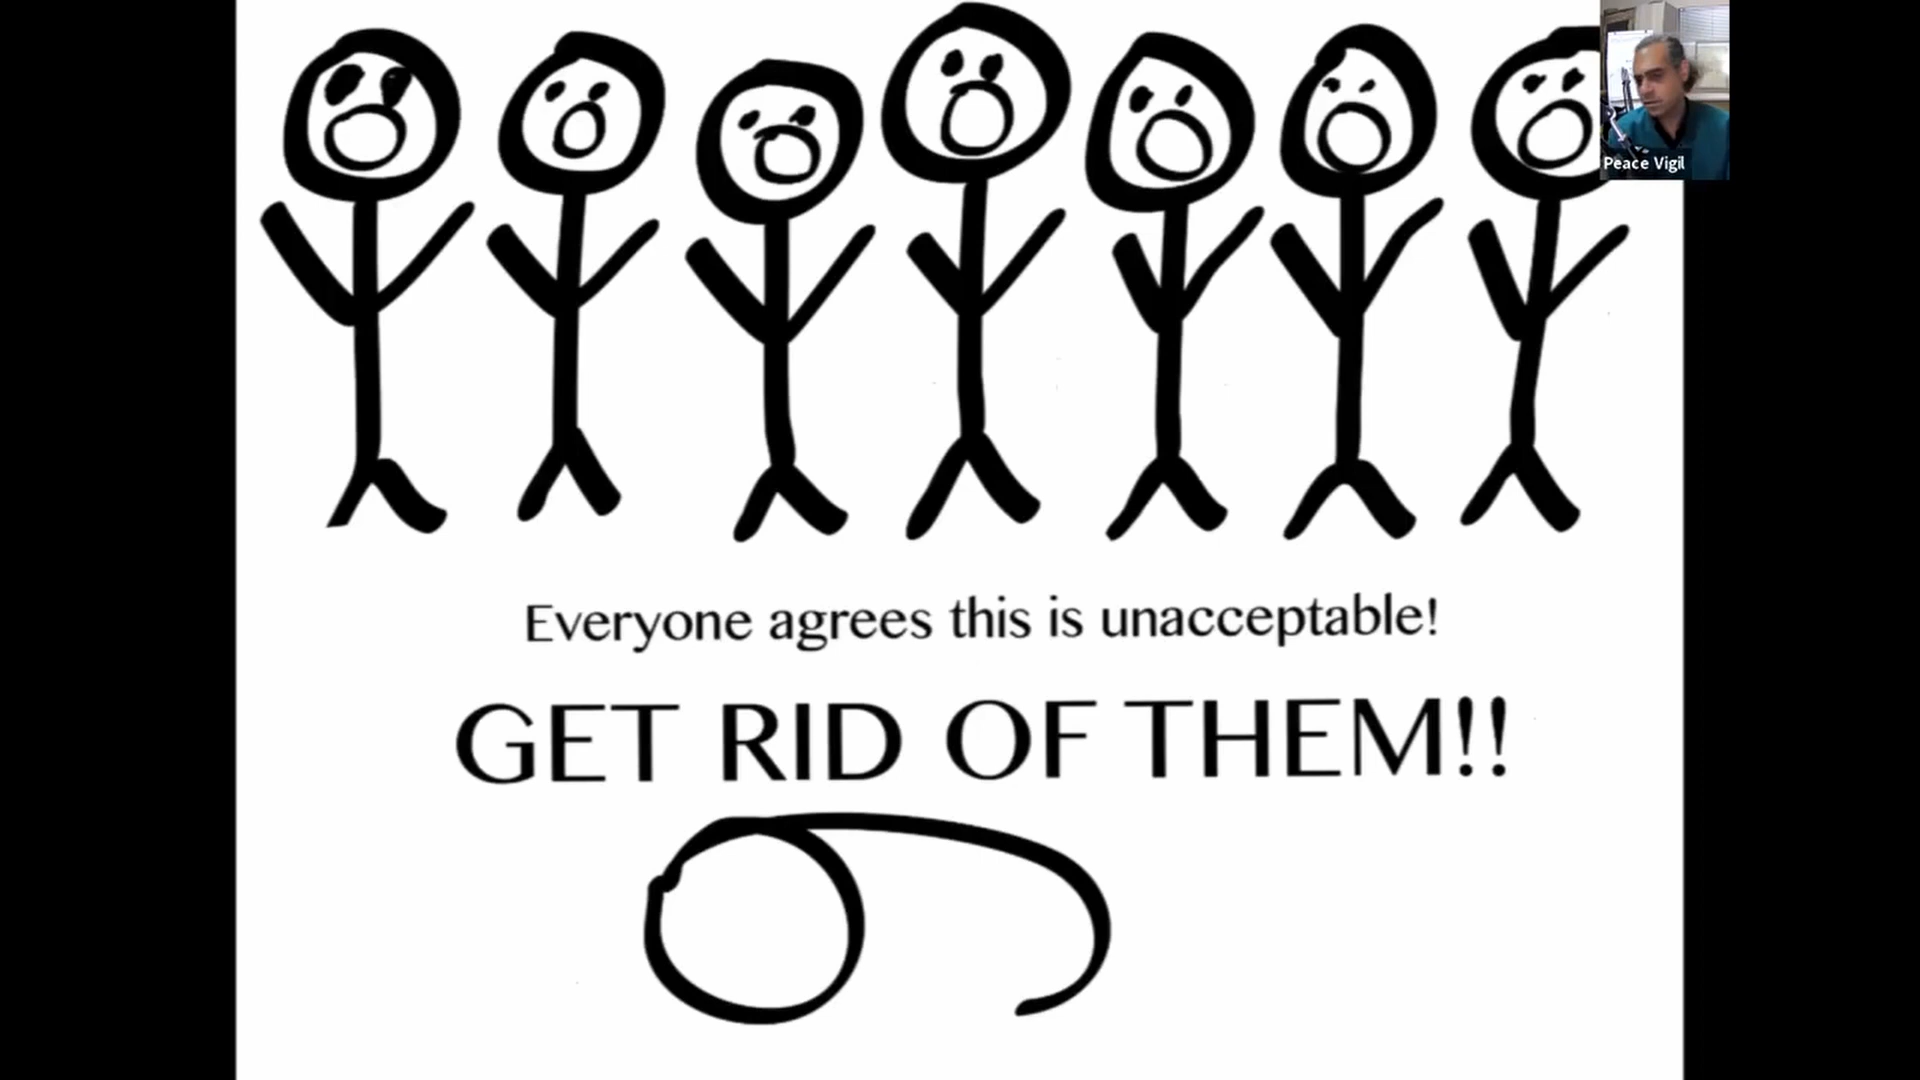 Peace Vigil
Everyone agrees this is unacceptable!
GET RID OF THEM!!